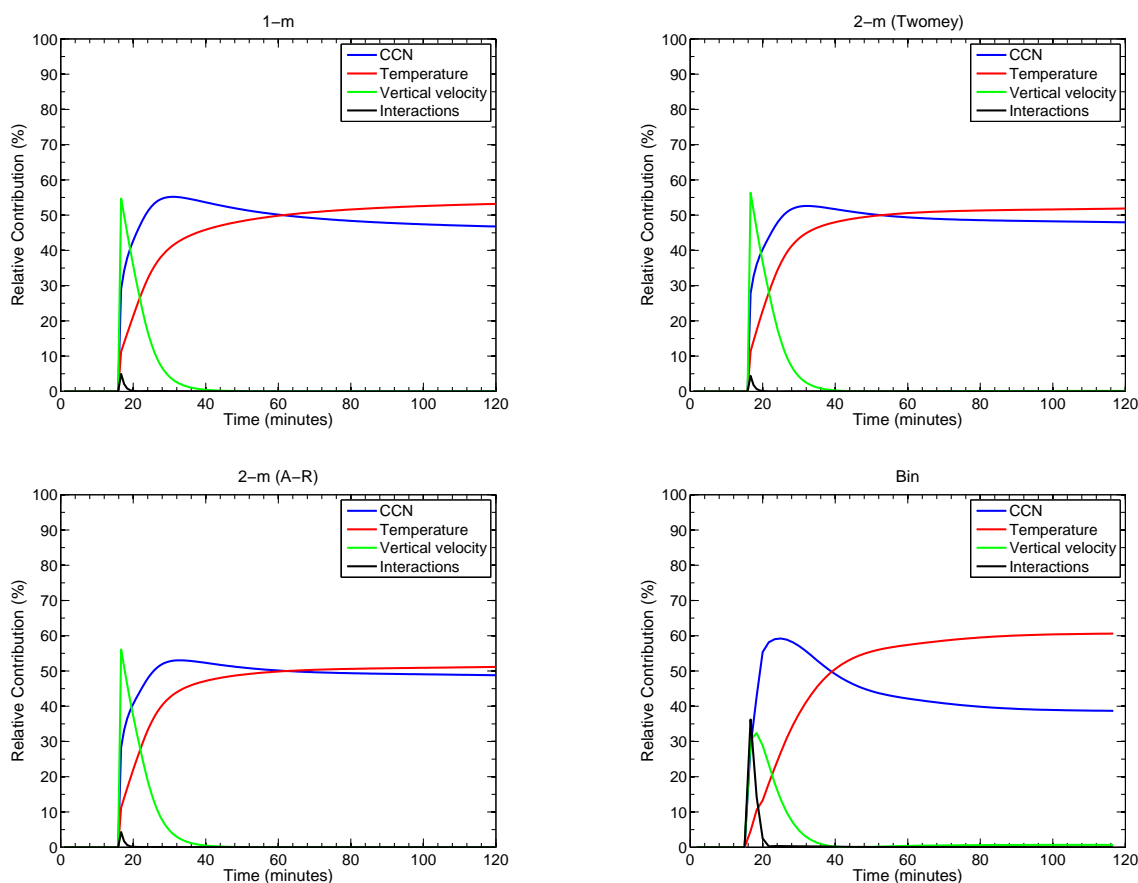 1−m
100
90
80
70
60
50
40
30
20
10
0
Relative Contribution (%)
CCN
Temperature
Vertical velocity
Interactions
0 20 40 60 80 100 120
Time (minutes)
2−m (Twomey)
100
90
80
70
60
50
40
30
20
10
0
Relative Contribution (%)
CCN
Temperature
Vertical velocity
Interactions
0 20 40 60 80 100 120
Time (minutes)
2−m (A−R)
100
90
80
70
60
50
40
30
20
10
0
Relative Contribution (%)
CCN
Temperature
Vertical velocity
Interactions
0 20 40 60 80 100 120
Time (minutes)
Bin
100
90
80
70
60
50
40
30
20
10
0
Relative Contribution (%)
CCN
Temperature
Vertical velocity
Interactions
0 20 40 60 80 100 120
Time (minutes)